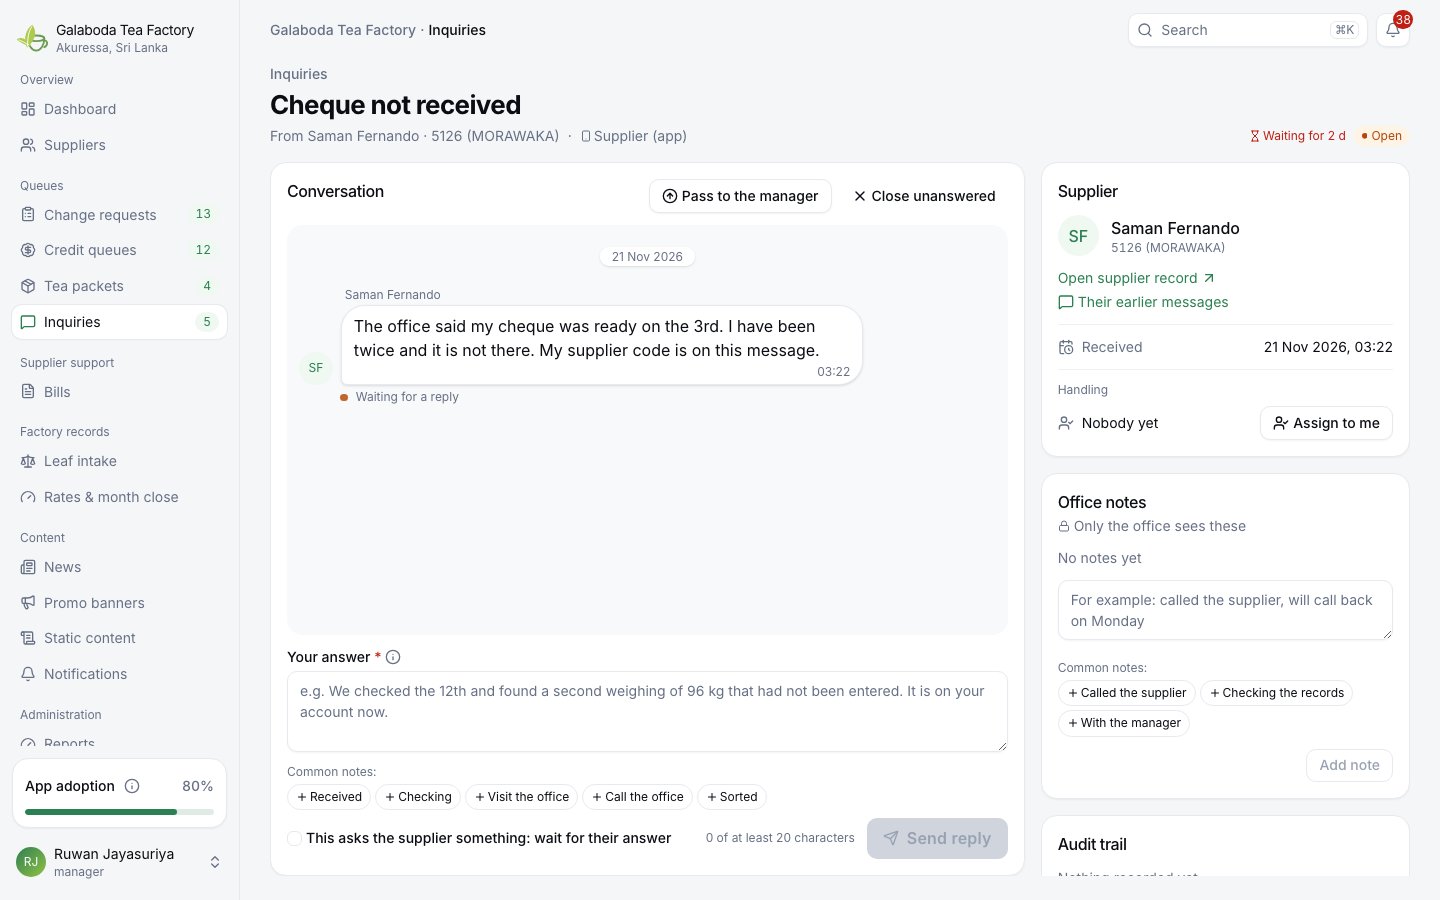 Galaboda Tea Factory
Akuressa, Sri Lanka
Overview
Dashboard
Suppliers
Queues
Change requests 13
Credit queues 12
Tea packets 4
Inquiries 5
Supplier support
Bills
Factory records
Leaf intake
Rates & month close
Content
News
Promo banners
Static content
Notifications
Administration
Reports
App adoption 80%
RJ
Ruwan Jayasuriya
manager
Galaboda Tea Factory · Inquiries
Search ⌘K
38
Inquiries
Cheque not received
From Saman Fernando · 5126 (MORAWAKA) · Supplier (app)
Waiting for 2 d
Open
Conversation
Pass to the manager
Close unanswered
21 Nov 2026
Saman Fernando
The office said my cheque was ready on the 3rd. I have been
twice and it is not there. My supplier code is on this message.
03:22
SF
Waiting for a reply
Your answer *
e.g. We checked the 12th and found a second weighing of 96 kg that had not been entered. It is on your
account now.
Common notes:
+ Received
+ Checking
+ Visit the office
+ Call the office
+ Sorted
This asks the supplier something: wait for their answer
0 of at least 20 characters
Send reply
Supplier
SF
Saman Fernando
5126 (MORAWAKA)
Open supplier record
Their earlier messages
Received 21 Nov 2026, 03:22
Handling
Nobody yet
Assign to me
Office notes
Only the office sees these
No notes yet
For example: called the supplier, will call back
on Monday
Common notes:
+ Called the supplier
+ Checking the records
+ With the manager
Add note
Audit trail
Nothing recorded yet